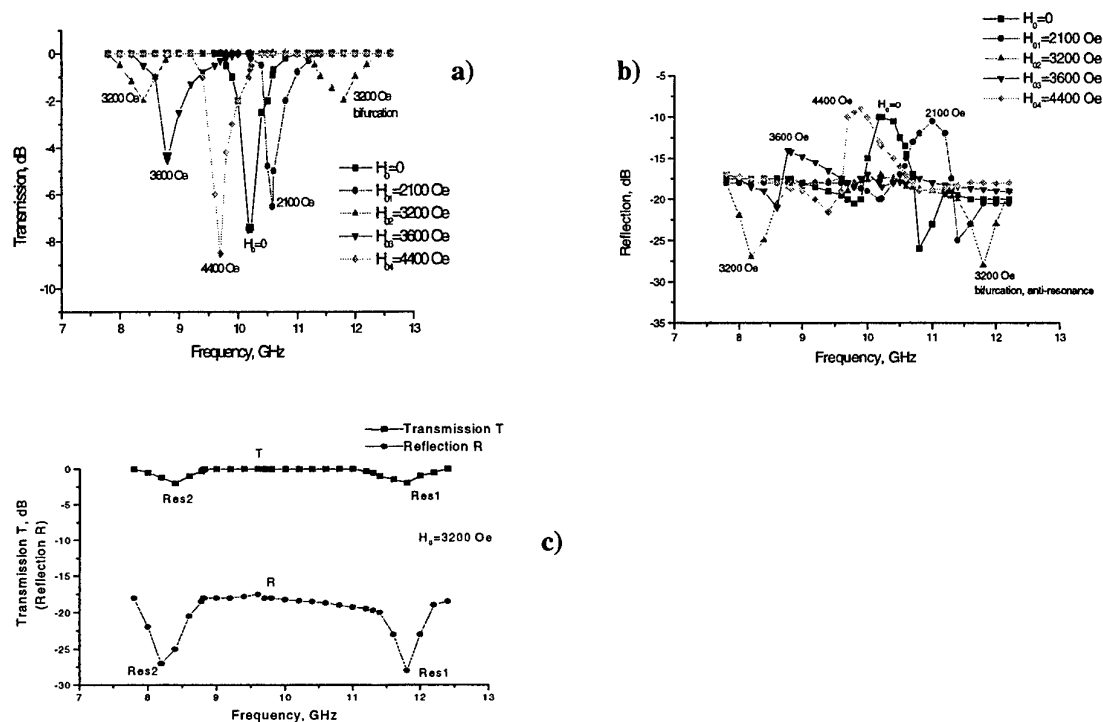 a)
Transmission, dB
0
-2
-4
-6
-8
-10
7
8
9
10
11
12
13
Frequency, GHz
3200 Oe
3600 Oe
4400 Oe
H₀=0
2100 Oe
3200 Oe
bifurcation
H₀=0
H₀₁=2100 Oe
H₀₂=3200 Oe
H₀₃=3600 Oe
H₀₄=4400 Oe
b)
H₀=0
H₀₁=2100 Oe
H₀₂=3200 Oe
H₀₃=3600 Oe
H₀₄=4400 Oe
Reflection, dB
-5
-10
-15
-20
-25
-30
-35
7
8
9
10
11
12
13
Frequency, GHz
4400 Oe
H₀=0
2100 Oe
3600 Oe
3200 Oe
3200 Oe
bifurcation, anti-resonance
c)
Transmission T
Reflection R
Transmission T, dB
(Reflection R)
0
-5
-10
-15
-20
-25
-30
7
8
9
10
11
12
13
Frequency, GHz
T
Res2
Res1
H₀=3200 Oe
R
Res2
Res1